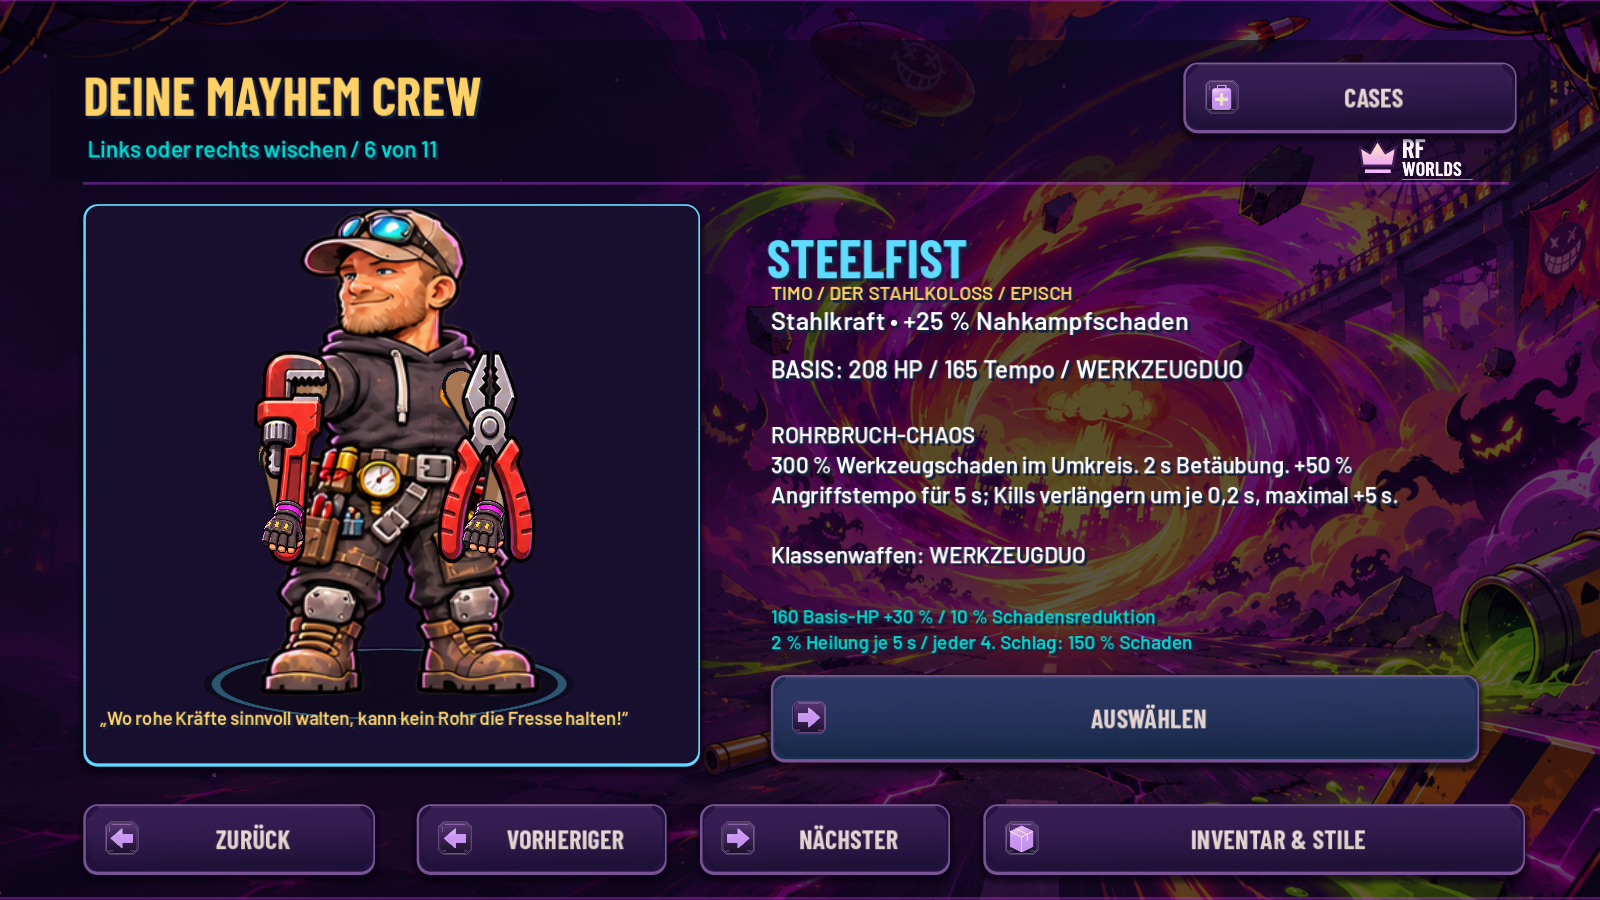 DEINE MAYHEM CREW
Links oder rechts wischen / 6 von 11
CASES
RF
WORLDS
STEELFIST
TIMO / DER STAHLKOLOSS / EPISCH
Stahlkraft • +25 % Nahkampfschaden
BASIS: 208 HP / 165 Tempo / WERKZEUGDUO
ROHRBRUCH-CHAOS
300 % Werkzeugschaden im Umkreis. 2 s Betäubung. +50 %
Angriffstempo für 5 s; Kills verlängern um je 0,2 s, maximal +5 s.
Klassenwaffen: WERKZEUGDUO
160 Basis-HP +30 % / 10 % Schadensreduktion
2 % Heilung je 5 s / jeder 4. Schlag: 150 % Schaden
„Wo rohe Kräfte sinnvoll walten, kann kein Rohr die Fresse halten!“
AUSWÄHLEN
ZURÜCK
VORHERIGER
NÄCHSTER
INVENTAR & STILE